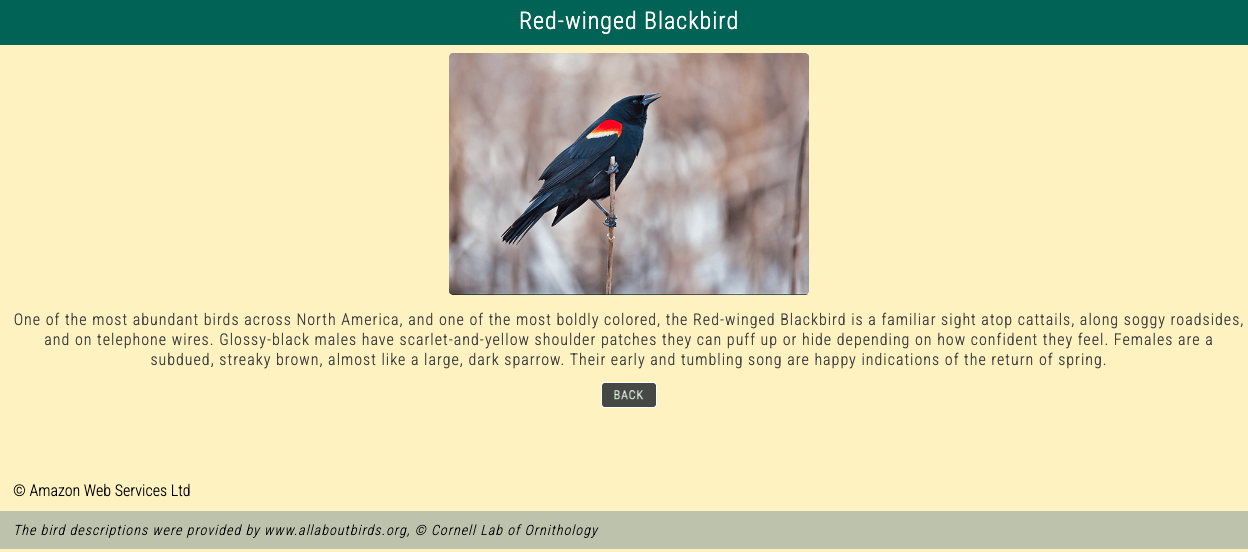 Red-winged Blackbird
One of the most abundant birds across North America, and one of the most boldly colored, the Red-winged Blackbird is a familiar sight atop cattails, along soggy roadsides,
and on telephone wires. Glossy-black males have scarlet-and-yellow shoulder patches they can puff up or hide depending on how confident they feel. Females are a
subdued, streaky brown, almost like a large, dark sparrow. Their early and tumbling song are happy indications of the return of spring.
BACK
© Amazon Web Services Ltd
The bird descriptions were provided by www.allaboutbirds.org, © Cornell Lab of Ornithology